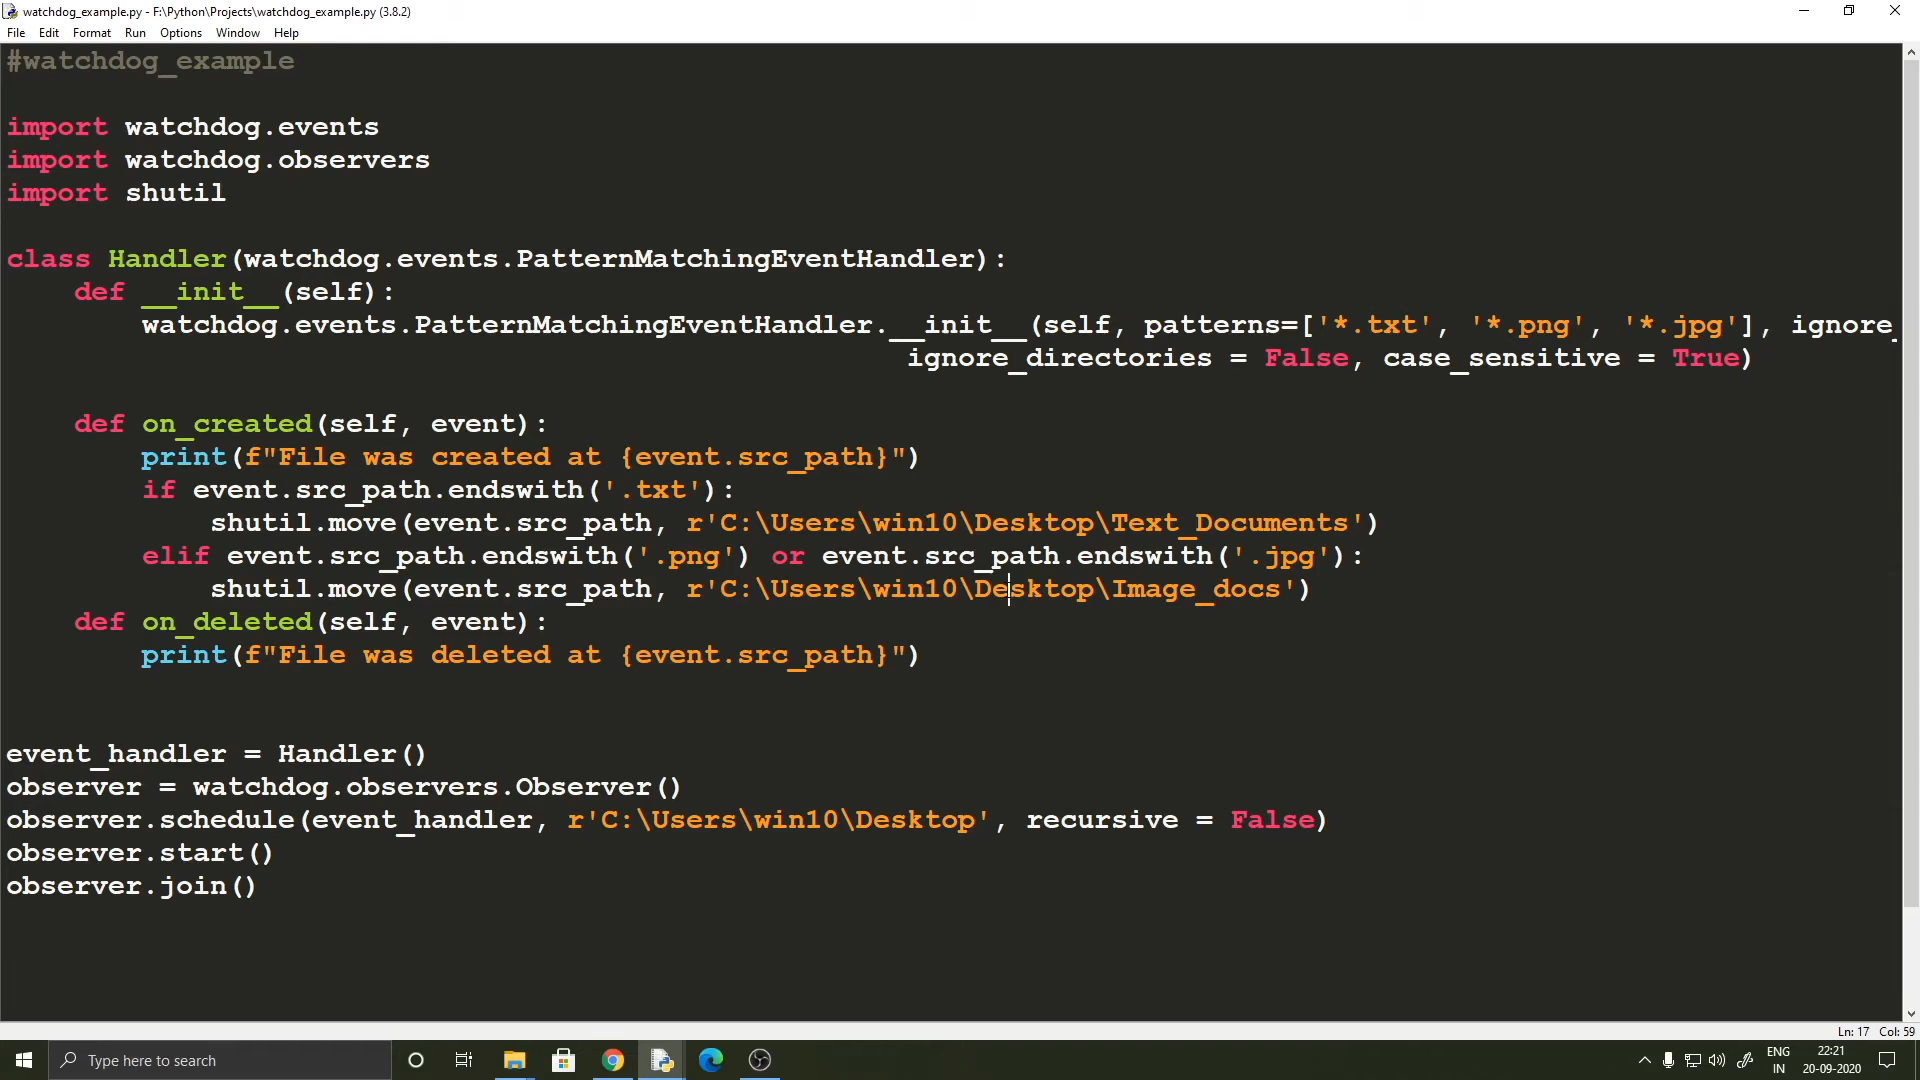 watchdog_example.py - F:\Python\Projects\watchdog_example.py (3.8.2)
File Edit Format Run Options Window Help
#watchdog_example
import watchdog.events
import watchdog.observers
import shutil
class Handler(watchdog.events.PatternMatchingEventHandler):
def __init__(self):
watchdog.events.PatternMatchingEventHandler.__init__(self, patterns=['*.txt', '*.png', '*.jpg'], ignore_
ignore_directories = False, case_sensitive = True)
def on_created(self, event):
print(f"File was created at {event.src_path}")
if event.src_path.endswith('.txt'):
shutil.move(event.src_path, r'C:\Users\win10\Desktop\Text_Documents')
elif event.src_path.endswith('.png') or event.src_path.endswith('.jpg'):
shutil.move(event.src_path, r'C:\Users\win10\Desktop\Image_docs')
def on_deleted(self, event):
print(f"File was deleted at {event.src_path}")
event_handler = Handler()
observer = watchdog.observers.Observer()
observer.schedule(event_handler, r'C:\Users\win10\Desktop', recursive = False)
observer.start()
observer.join()
Ln: 17 Col: 59
Type here to search
ENG
IN
22:21
20-09-2020